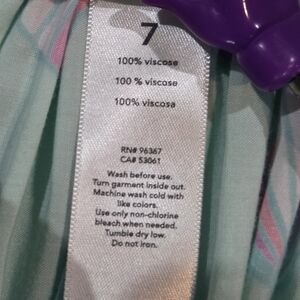 7
100% viscose
100 % viscose
100% viscosa
RN# 96367
CA# 53061
Wash before use.
Turn garment inside out.
Machine wash cold with
like colors.
Use only non-chlorine
bleach when needed.
Tumble dry low.
Do not iron.